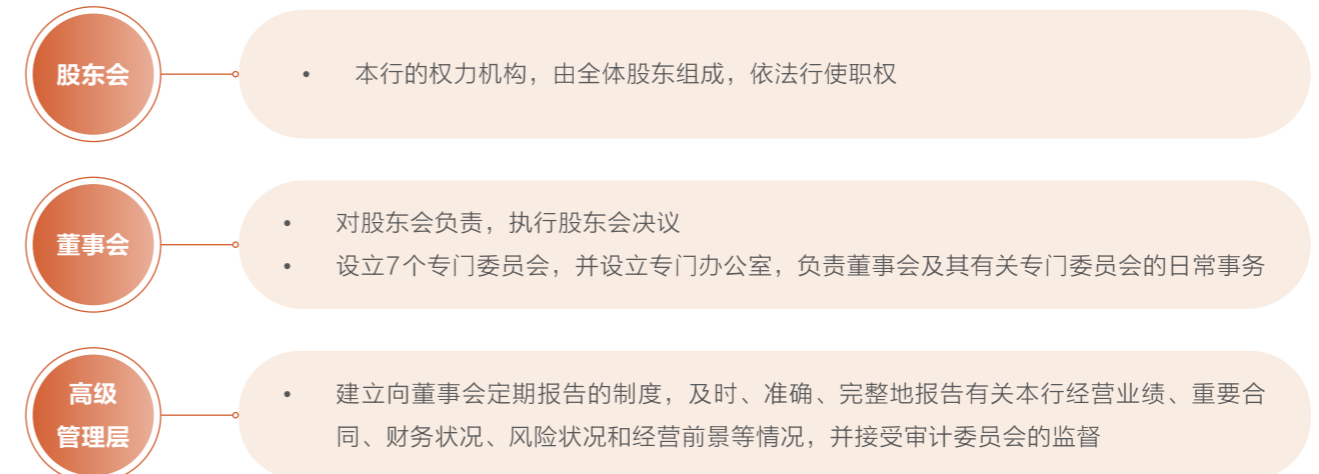 股东会
• 本行的权力机构，由全体股东组成，依法行使职权
董事会
• 对股东会负责，执行股东会决议
• 设立7个专门委员会，并设立专门办公室，负责董事会及其有关专门委员会的日常事务
高级
管理层
• 建立向董事会定期报告的制度，及时、准确、完整地报告有关本行经营业绩、重要合
同、财务状况、风险状况和经营前景等情况，并接受审计委员会的监督